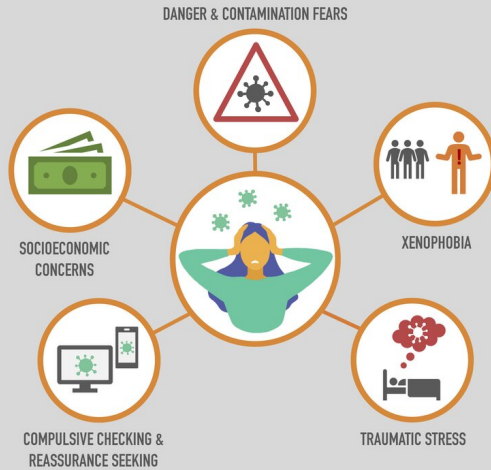 DANGER & CONTAMINATION FEARS
SOCIOECONOMIC
CONCERNS
XENOPHOBIA
COMPULSIVE CHECKING &
REASSURANCE SEEKING
TRAUMATIC STRESS